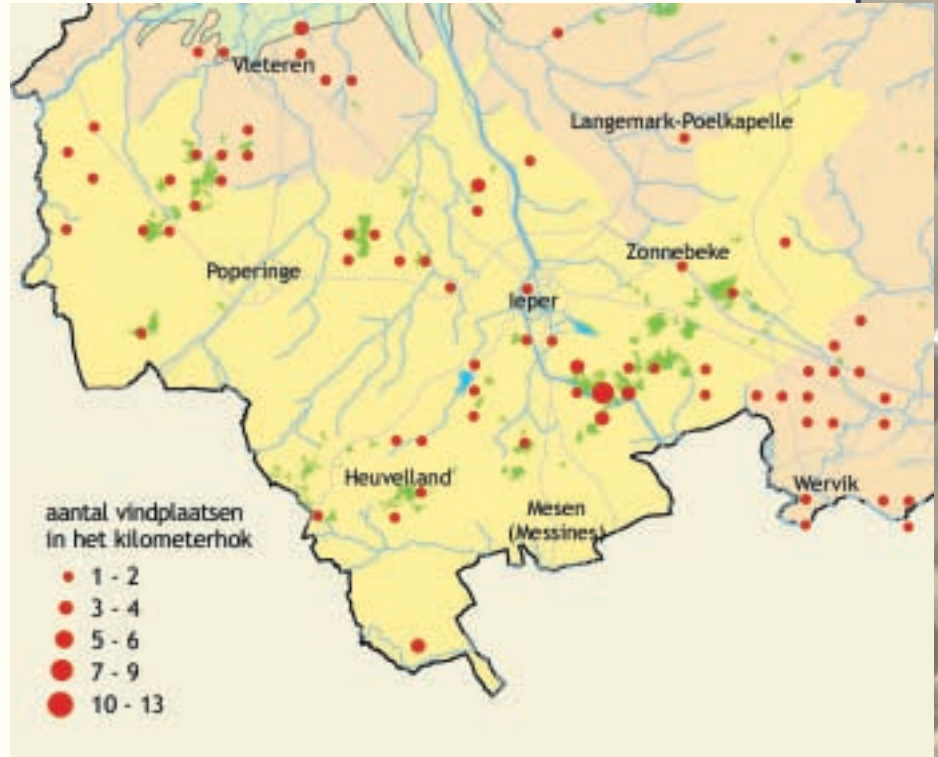 Vleteren
Langemark-Poelkapelle
Zonnebeke
Poperinge
Ieper
Heuvelland
Wervik
Mesen
(Messines)
aantal vindplaatsen
in het kilometerhok
1 - 2
3 - 4
5 - 6
7 - 9
10 - 13